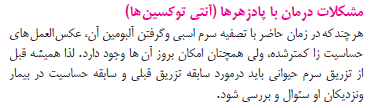 مشکلات درمان با پادزهرها (آنتی توکسین‌ها)
هر چند که در زمان حاضر با تصفیه سرم اسبی وگرفتن آلبومین آن، عکس‌العمل‌های
حساسیت زا کمترشده، ولی همچنان امکان بروز آن ها وجود دارد. لذا همیشه قبل
از تزریق سرم حیوانی باید درمورد سابقه تزریق قبلی و سابقه حساسیت در بیمار
ونزدیکان او سئوال و بررسی شود.